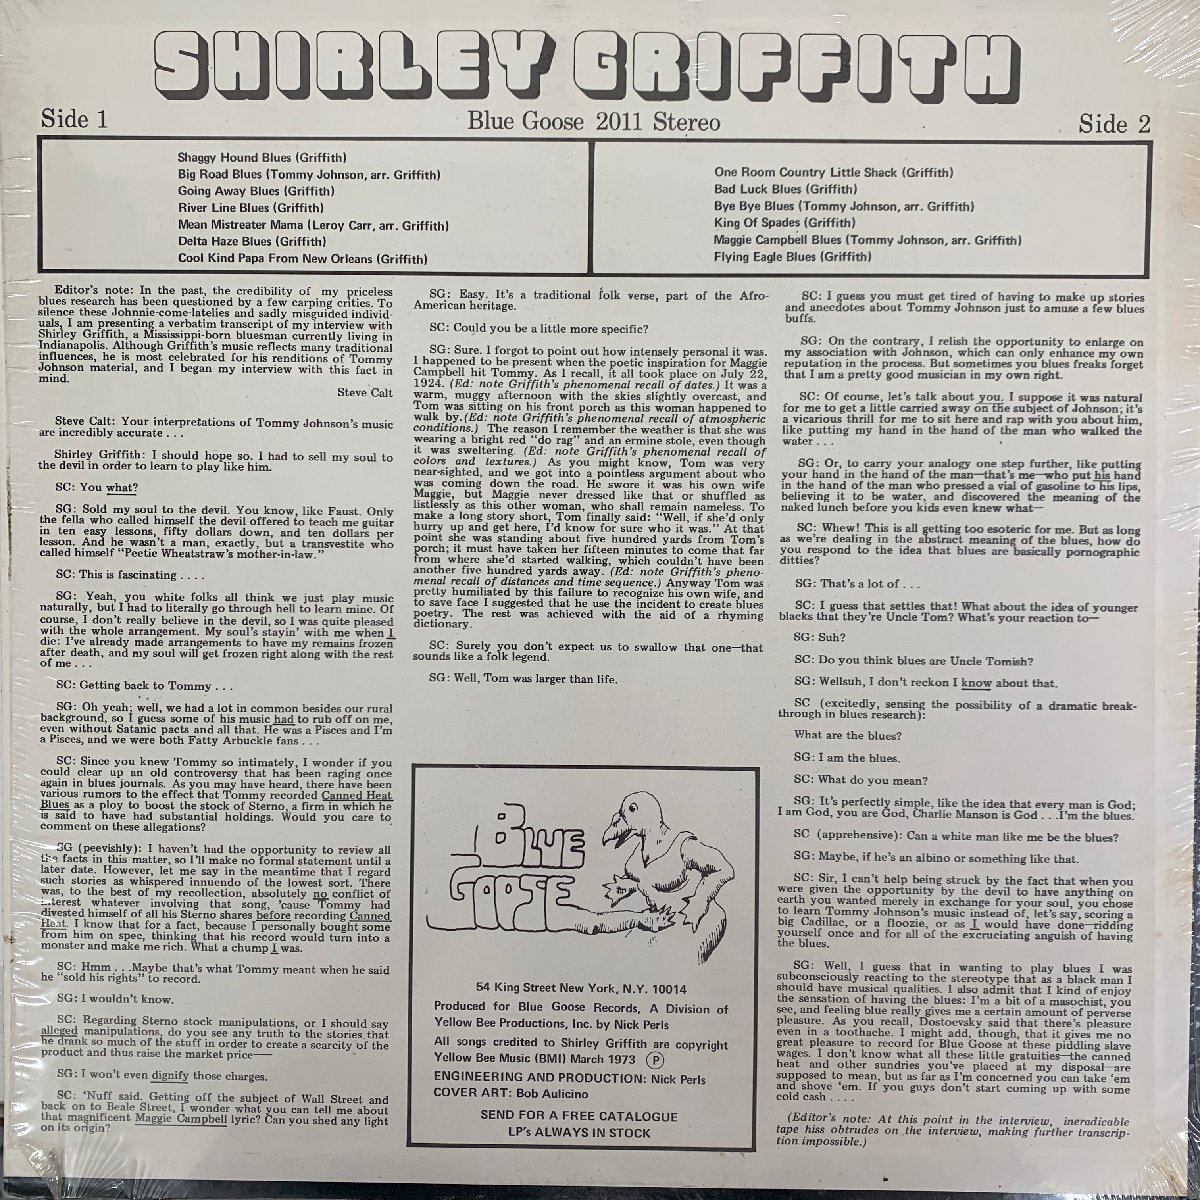 SHIRLEY GRIFFITH
Side 1
Blue Goose 2011 Stereo
Side 2
Shaggy Hound Blues (Griffith)
Big Road Blues (Tommy Johnson, arr. Griffith)
Going Away Blues (Griffith)
River Line Blues (Griffith)
Mean Mistreater Mama (Leroy Carr, arr. Griffith)
Delta Haze Blues (Griffith)
Cool Kind Papa From New Orleans (Griffith)
One Room Country Little Shack (Griffith)
Bad Luck Blues (Griffith)
Bye Bye Blues (Tommy Johnson, arr. Griffith)
King Of Spades (Griffith)
Maggie Campbell Blues (Tommy Johnson, arr. Griffith)
Flying Eagle Blues (Griffith)
Editor's note: In the past, the credibility of my priceless
blues research has been questioned by a few carping critics. To
silence these Johnnie-come-latelies and sadly misguided individ-
uals, I am presenting a verbatim transcript of my interview with
Shirley Griffith, a Mississippi-born bluesman currently living in
Indianapolis. Although Griffith's music reflects many traditional
influences, he is most celebrated for his renditions of Tommy
Johnson material, and I began my interview with this fact in
mind.
Steve Calt
Steve Calt: Your interpretations of Tommy Johnson's music
are incredibly accurate . . .
Shirley Griffith: I should hope so. I had to sell my soul to
the devil in order to learn to play like him.
SC: You what?
SG: Sold my soul to the devil. You know, like Faust. Only
the fella who called himself the devil offered to teach me guitar
in ten easy lessons, fifty dollars down, and ten dollars per
lesson. And he wasn't a man, exactly, but a transvestite who
called himself "Peetie Wheatstraw's mother-in-law."
SC: This is fascinating . . . .
SG: Yeah, you white folks all think we just play music
naturally, but I had to literally go through hell to learn mine. Of
course, I don't really believe in the devil, so I was quite pleased
with the whole arrangement. My soul's stayin' with me when I
die: I've already made arrangements to have my remains frozen
after death, and my soul will get frozen right along with the rest
of me . . .
SC: Getting back to Tommy . . .
SG: Oh yeah; well, we had a lot in common besides our rural
background, so I guess some of his music had to rub off on me,
even without Satanic pacts and all that. He was a Pisces and I'm
a Pisces, and we were both Fatty Arbuckle fans . . .
SC: Since you knew Tommy so intimately, I wonder if you
could clear up an old controversy that has been raging once
again in blues journals. As you may have heard, there have been
various rumors to the effect that Tommy recorded Canned Heat
Blues as a ploy to boost the stock of Sterno, a firm in which he
is said to have had substantial holdings. Would you care to
comment on these allegations?
SG (peevishly): I haven't had the opportunity to review all
the facts in this matter, so I'll make no formal statement until a
later date. However, let me say in the meantime that I regard
such stories as whispered innuendo of the lowest sort. There
was, to the best of my recollection, absolutely no conflict of
interest whatever involving that song, 'cause Tommy had
divested himself of all his Sterno shares before recording Canned
Heat. I know that for a fact, because I personally bought some
from him on spec, thinking that his record would turn into a
monster and make me rich. What a chump I was.
SC: Hmm . . .Maybe that's what Tommy meant when he said
he "sold his rights" to record.
SG: I wouldn't know.
SC: Regarding Sterno stock manipulations, or I should say
alleged manipulations, do you see any truth to the stories that
he drank so much of the stuff in order to create a scarcity of the
product and thus raise the market price—
SG: I won't even dignify those charges.
SC: 'Nuff said. Getting off the subject of Wall Street and
back on to Beale Street, I wonder what you can tell me about
that magnificent Maggie Campbell lyric? Can you shed any light
on its origin?
SG: Easy. It's a traditional folk verse, part of the Afro-
American heritage.
SC: Could you be a little more specific?
SG: Sure. I forgot to point out how intensely personal it was.
I happened to be present when the poetic inspiration for Maggie
Campbell hit Tommy. As I recall, it all took place on July 22,
1924. (Ed: note Griffith's phenomenal recall of dates.) It was a
warm, muggy afternoon with the skies slightly overcast, and
Tom was sitting on his front porch as this woman happened to
walk by. (Ed: note Griffith's phenomenal recall of atmospheric
conditions.) The reason I remember the weather is that she was
wearing a bright red "do rag" and an ermine stole, even though
it was sweltering. (Ed: note Griffith's phenomenal recall of
colors and textures.) As you might know, Tom was very
near-sighted, and we got into a pointless argument about who
was coming down the road. He swore it was his own wife
Maggie, but Maggie never dressed like that or shuffled as
listlessly as this other woman, who shall remain nameless. To
make a long story short, Tom finally said: "Well, if she'd only
hurry up and get here, I'd know for sure who it was." At that
point she was standing about five hundred yards from Tom's
porch; it must have taken her fifteen minutes to come that far
from where she'd started walking, which couldn't have been
another five hundred yards away. (Ed: note Griffith's pheno-
menal recall of distances and time sequence.) Anyway Tom was
pretty humiliated by this failure to recognize his own wife, and
to save face I suggested that he use the incident to create blues
poetry. The rest was achieved with the aid of a rhyming
dictionary.
SC: Surely you don't expect us to swallow that one—that
sounds like a folk legend.
SG: Well, Tom was larger than life.
BLUE
GOOSE
54 King Street New York, N.Y. 10014
Produced for Blue Goose Records, A Division of
Yellow Bee Productions, Inc. by Nick Perls
All songs credited to Shirley Griffith are copyright
Yellow Bee Music (BMI) March 1973 Ⓟ
ENGINEERING AND PRODUCTION: Nick Perls
COVER ART: Bob Aulicino
SEND FOR A FREE CATALOGUE
LP's ALWAYS IN STOCK
SC: I guess you must get tired of having to make up stories
and anecdotes about Tommy Johnson just to amuse a few blues
buffs.
SG: On the contrary, I relish the opportunity to enlarge on
my association with Johnson, which can only enhance my own
reputation in the process. But sometimes you blues freaks forget
that I am a pretty good musician in my own right.
SC: Of course, let's talk about you. I suppose it was natural
for me to get a little carried away on the subject of Johnson; it's
a vicarious thrill for me to sit here and rap with you about him,
like putting my hand in the hand of the man who walked the
water . . .
SG: Or, to carry your analogy one step further, like putting
your hand in the hand of the man—that's me—who put his hand
in the hand of the man who pressed a vial of gasoline to his lips,
believing it to be water, and discovered the meaning of the
naked lunch before you kids even knew what—
SC: Whew! This is all getting too esoteric for me. But as long
as we're dealing in the abstract meaning of the blues, how do
you respond to the idea that blues are basically pornographic
ditties?
SG: That's a lot of . . .
SC: I guess that settles that! What about the idea of younger
blacks that they're Uncle Tom? What's your reaction to—
SG: Suh?
SC: Do you think blues are Uncle Tomish?
SG: Wellsuh, I don't reckon I know about that.
SC (excitedly, sensing the possibility of a dramatic break-
through in blues research):
What are the blues?
SG: I am the blues.
SC: What do you mean?
SG: It's perfectly simple, like the idea that every man is God;
I am God, you are God, Charlie Manson is God . . .I'm the blues.
SC (apprehensive): Can a white man like me be the blues?
SG: Maybe, if he's an albino or something like that.
SC: Sir, I can't help being struck by the fact that when you
were given the opportunity by the devil to have anything on
earth you wanted merely in exchange for your soul, you chose
to learn Tommy Johnson's music instead of, let's say, scoring a
big Cadillac, or a floozie, or as I would have done—ridding
yourself once and for all of the excruciating anguish of having
the blues.
SG: Well, I guess that in wanting to play blues I was
subconsciously reacting to the stereotype that as a black man I
should have musical qualities. I also admit that I kind of enjoy
the sensation of having the blues: I'm a bit of a masochist, you
see, and feeling blue really gives me a certain amount of perverse
pleasure. As you recall, Dostoevsky said that there's pleasure
even in a toothache. I might add, though, that it gives me no
great pleasure to record for Blue Goose at these piddling slave
wages. I don't know what all these little gratuities—the canned
heat and other sundries you've placed at my disposal—are
supposed to mean, but as far as I'm concerned you can take 'em
and shove 'em. If you guys don't start coming up with some
cold cash . . . .
(Editor's note: At this point in the interview, ineradicable
tape hiss obtrudes on the interview, making further transcrip-
tion impossible.)